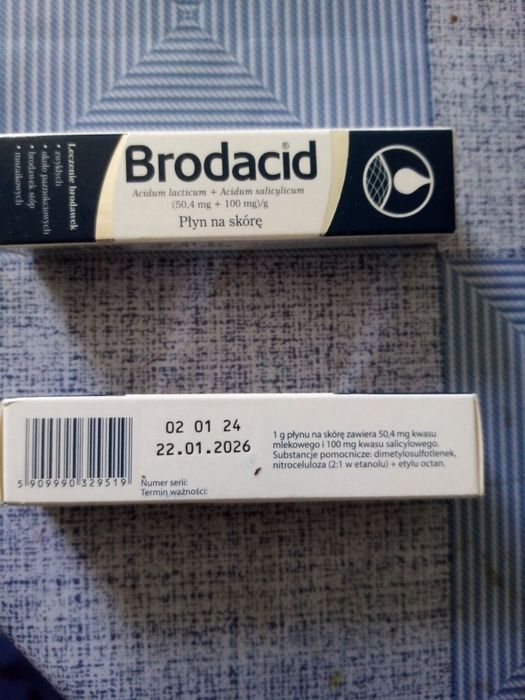 Leczenie brodawek
• zwykłych
• około paznokciowych
• brodawek stóp
• mozaikowych
Brodacid®
Acidum lacticum + Acidum salicylicum
(50,4 mg + 100 mg)/g
Płyn na skórę
5 909990 329519
02 01 24
22.01.2026
Numer serii:
Termin ważności:
1 g płynu na skórę zawiera 50,4 mg kwasu
mlekowego i 100 mg kwasu salicylowego.
Substancje pomocnicze: dimetylosulfotlenek,
nitroceluloza (2:1 w etanolu) + etylu octan.